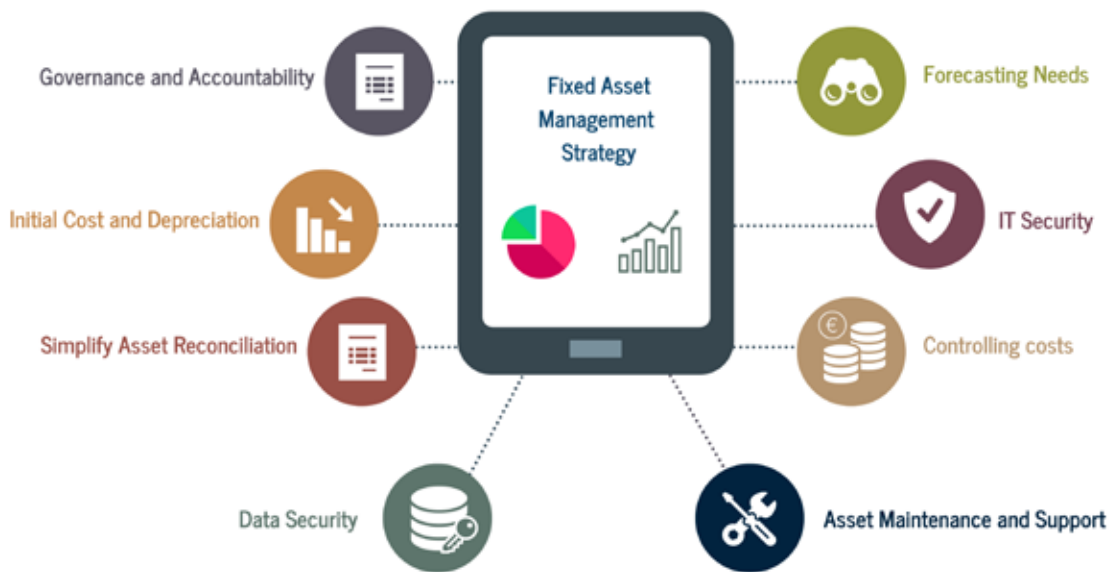 Fixed Asset
Management
Strategy
Governance and Accountability
Initial Cost and Depreciation
Simplify Asset Reconciliation
Data Security
Forecasting Needs
IT Security
€
Controlling costs
Asset Maintenance and Support